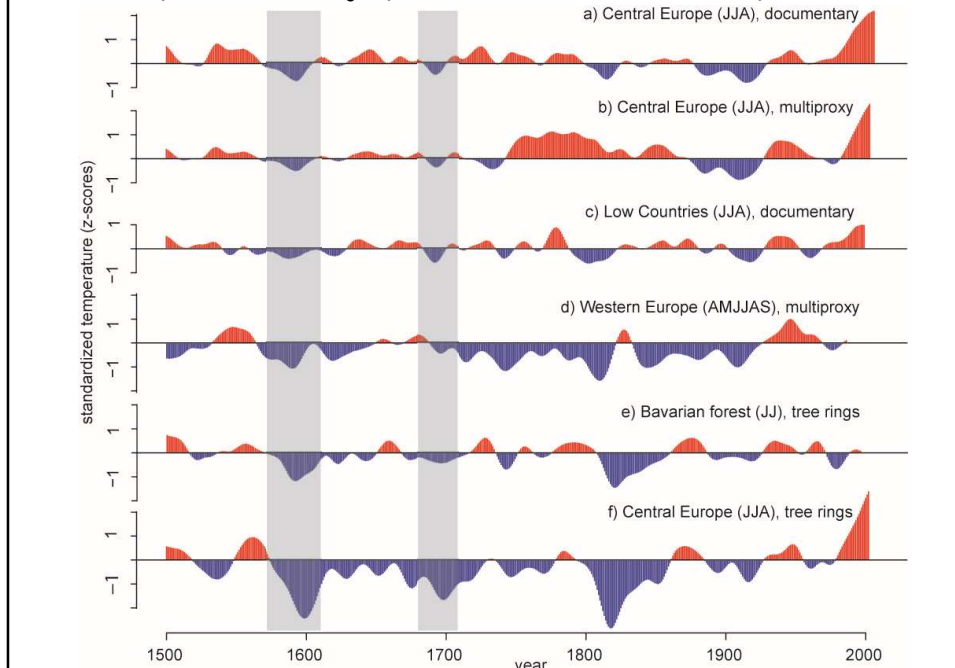 a) Central Europe (JJA), documentary
1
−1
b) Central Europe (JJA), multiproxy
1
−1
c) Low Countries (JJA), documentary
1
−1
d) Western Europe (AMJJAS), multiproxy
1
−1
e) Bavarian forest (JJ), tree rings
1
−1
f) Central Europe (JJA), tree rings
1
−1
standardized temperature (z-scores)
1500 1600 1700 1800 1900 2000
year